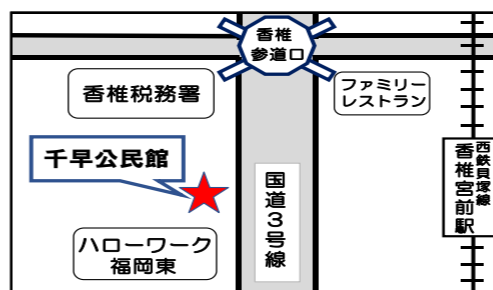 香椎
参道口
香椎税務署
ファミリー
レストラン
千早公民館
国道3号線
西鉄貝塚線
香椎宮前駅
ハローワーク
福岡東